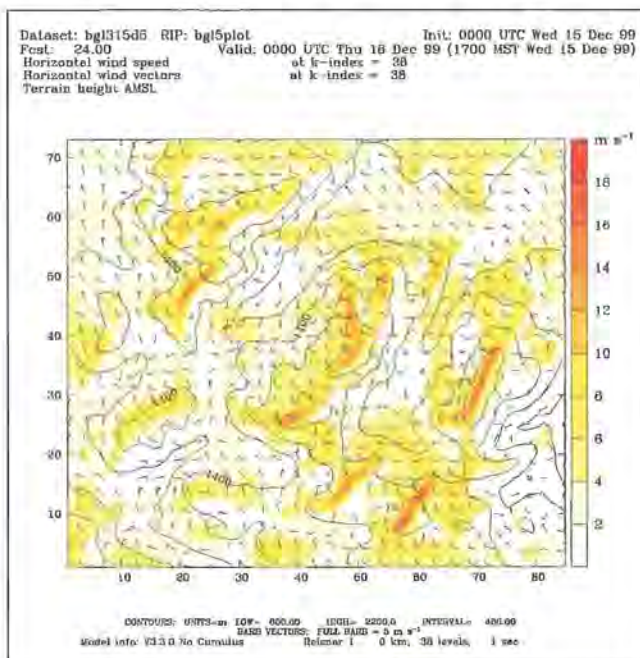 Dataset: bgl315d6 RIP: bgl5plot Init: 0000 UTC Wed 15 Dec 99
Fcst: 24.00 Valid: 0000 UTC Thu 16 Dec 99 (1700 MST Wed 15 Dec 99)
Horizontal wind speed at k-index = 38
Horizontal wind vectors at k-index = 38
Terrain height AMSL
m s⁻¹
70
60
50
40
30
20
10
10 20 30 40 50 60 70 80
18
16
14
12
10
8
6
4
2
1400
1400
1400
CONTOURS: UNITS=m LOW= 600.00 HIGH= 2200.0 INTERVAL= 400.00
BARB VECTORS: FULL BARB = 5 m s⁻¹
Model info: V3.3.0 No Cumulus Reisner 1 0 km, 38 levels, 1 sec